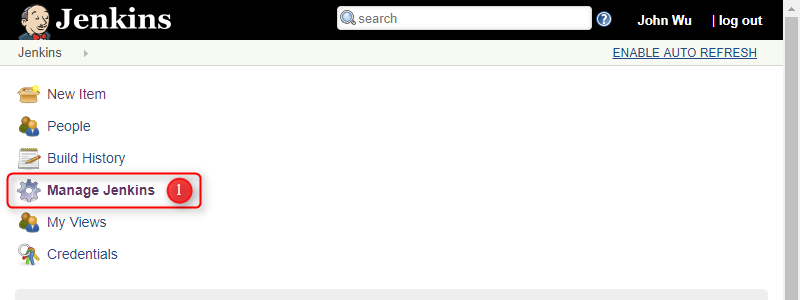 Jenkins search ? John Wu | log out
Jenkins ENABLE AUTO REFRESH
New Item
People
Build History
Manage Jenkins 1
My Views
Credentials